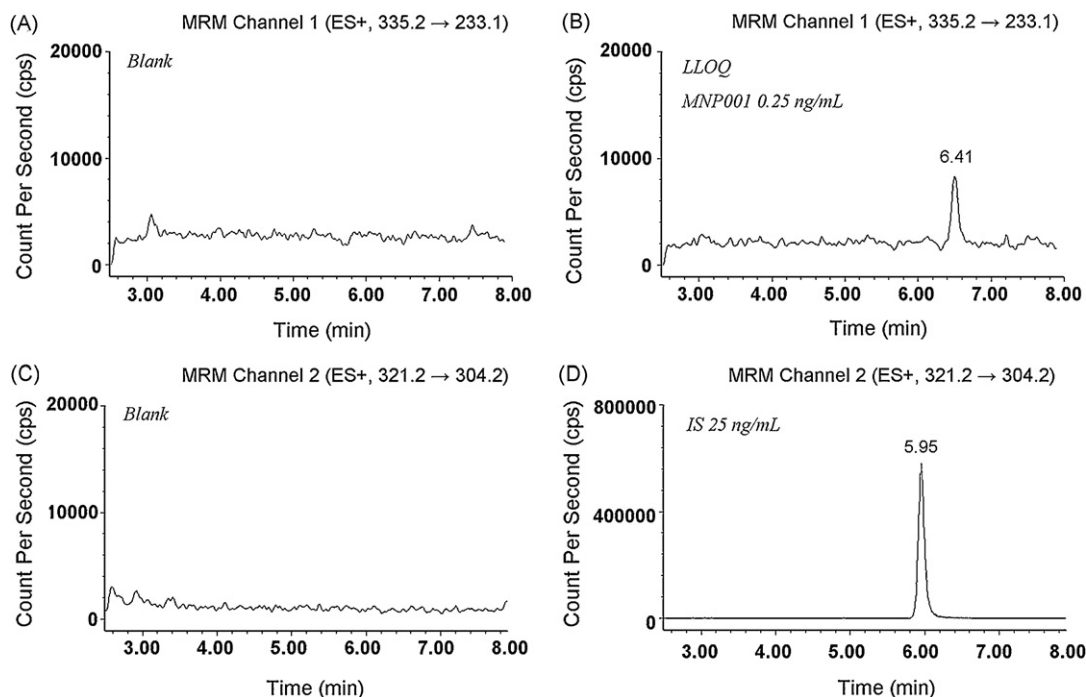 (A)
MRM Channel 1 (ES+, 335.2 → 233.1)
Count Per Second (cps)
20000
10000
0
Blank
3.00 4.00 5.00 6.00 7.00 8.00
Time (min)
(B)
MRM Channel 1 (ES+, 335.2 → 233.1)
Count Per Second (cps)
20000
10000
0
LLOQ
MNP001 0.25 ng/mL
6.41
3.00 4.00 5.00 6.00 7.00 8.00
Time (min)
(C)
MRM Channel 2 (ES+, 321.2 → 304.2)
Count Per Second (cps)
20000
10000
0
Blank
3.00 4.00 5.00 6.00 7.00 8.00
Time (min)
(D)
MRM Channel 2 (ES+, 321.2 → 304.2)
Count Per Second (cps)
800000
400000
0
IS 25 ng/mL
5.95
3.00 4.00 5.00 6.00 7.00 8.00
Time (min)